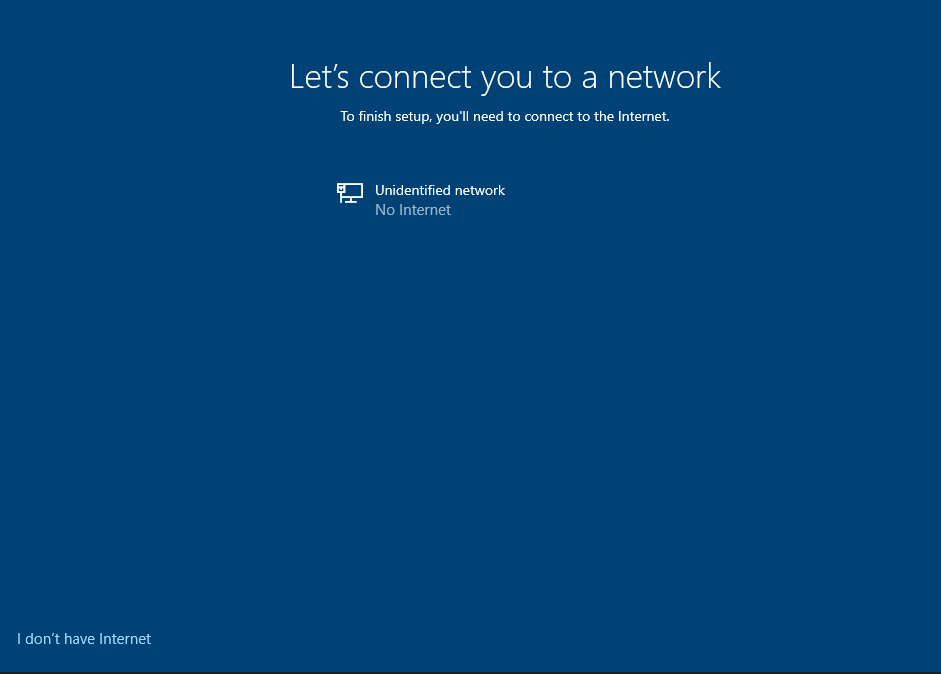 Let’s connect you to a network
To finish setup, you'll need to connect to the Internet.
Unidentified network
No Internet
I don’t have Internet